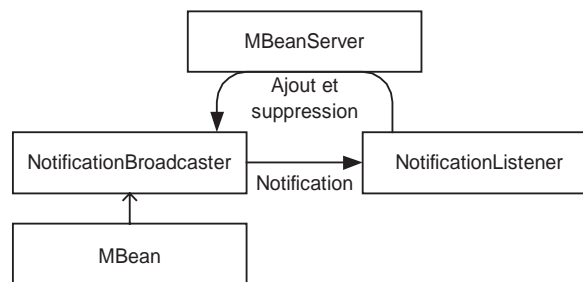 MBeanServer
Ajout et
suppression
NotificationBroadcaster
NotificationListener
Notification
MBean